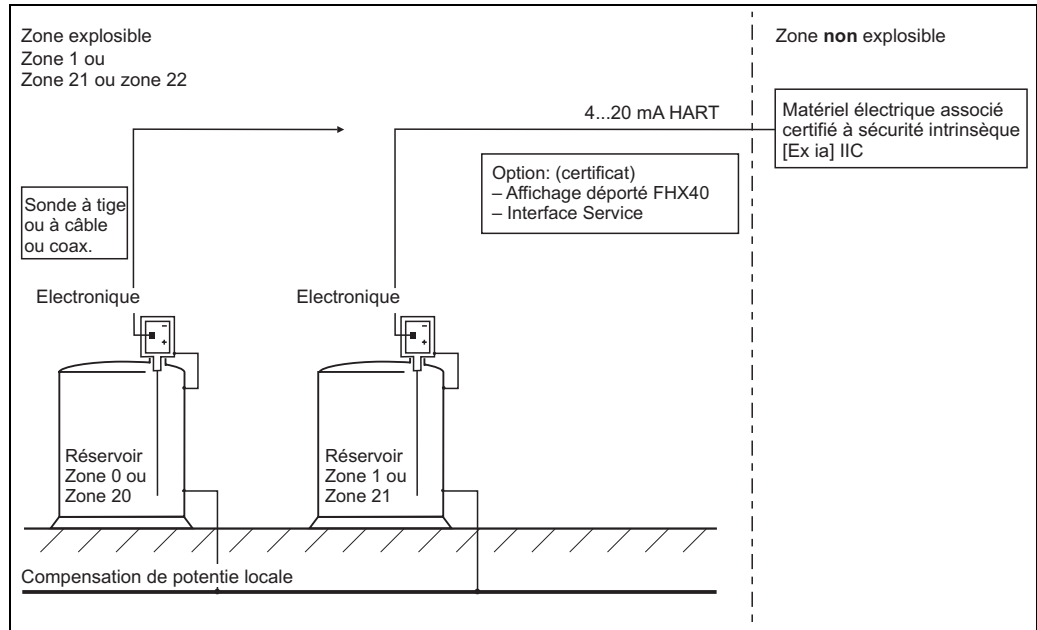 Zone explosible
Zone 1 ou
Zone 21 ou zone 22
Zone non explosible
4...20 mA HART
Matériel électrique associé
certifié à sécurité intrinsèque
[Ex ia] IIC
Option: (certificat)
– Affichage déporté FHX40
– Interface Service
Sonde à tige
ou à câble
ou coax.
Electronique
Electronique
–
+
–
+
Réservoir
Zone 0 ou
Zone 20
Réservoir
Zone 1 ou
Zone 21
Compensation de potentie locale